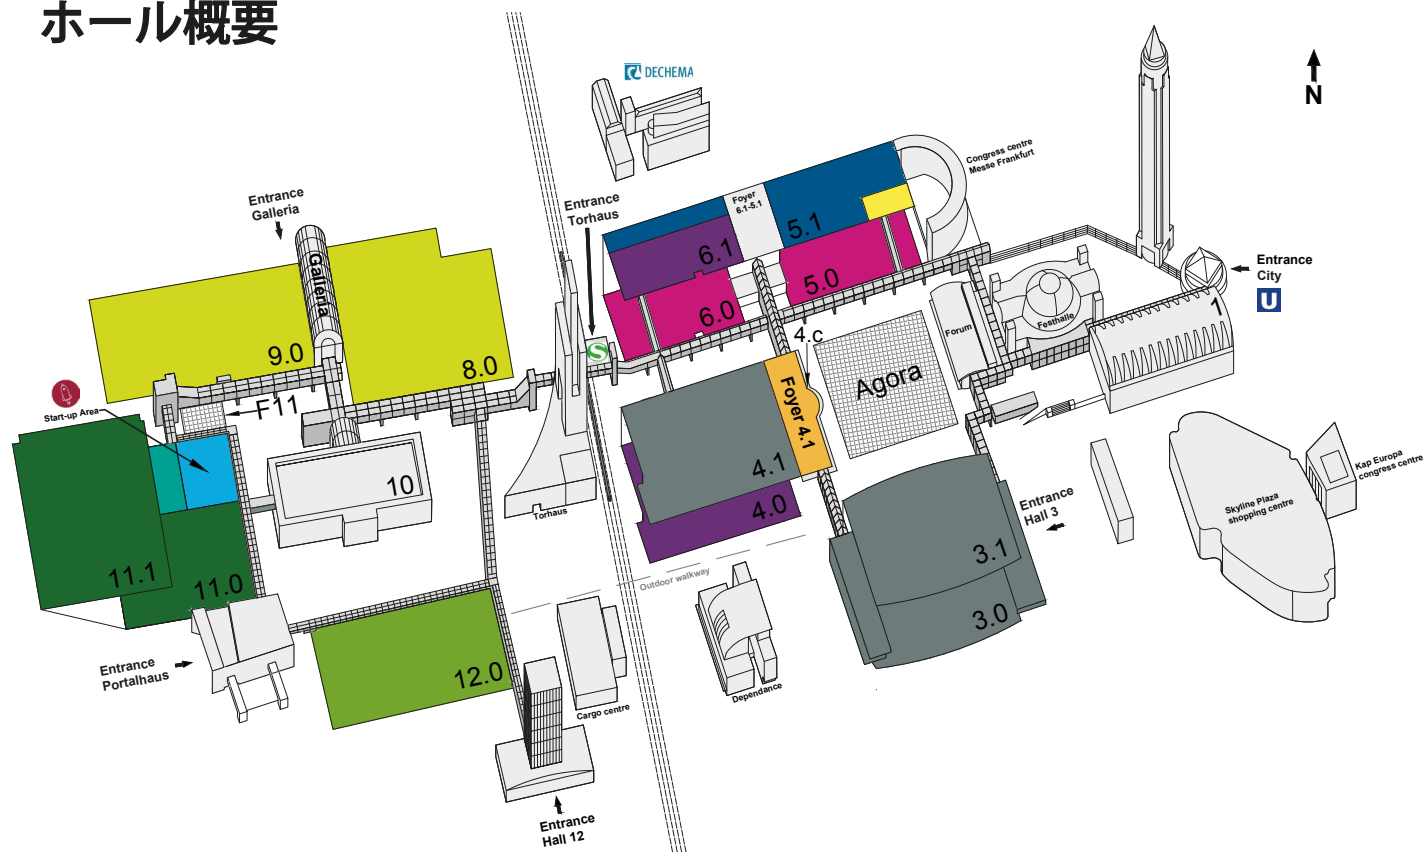 ホール概要
DECHEMA
N
Congress centre
Messe Frankfurt
Entrance
Galleria
Entrance
Torhaus
Foyer
6.1-5.1
5.1
6.1
Galleria
5.0
6.0
Entrance
City
U
1
Festhalle
Forum
4.c
S
9.0
8.0
Agora
Foyer 4.1
F11
Start-up Area
4.1
10
4.0
Torhaus
Kap Europa
congress centre
Skyline Plaza
shopping centre
Entrance
Hall 3
3.1
3.0
11.1
11.0
Outdoor walkway
Entrance
Portalhaus
12.0
Cargo centre
Dependance
Entrance
Hall 12